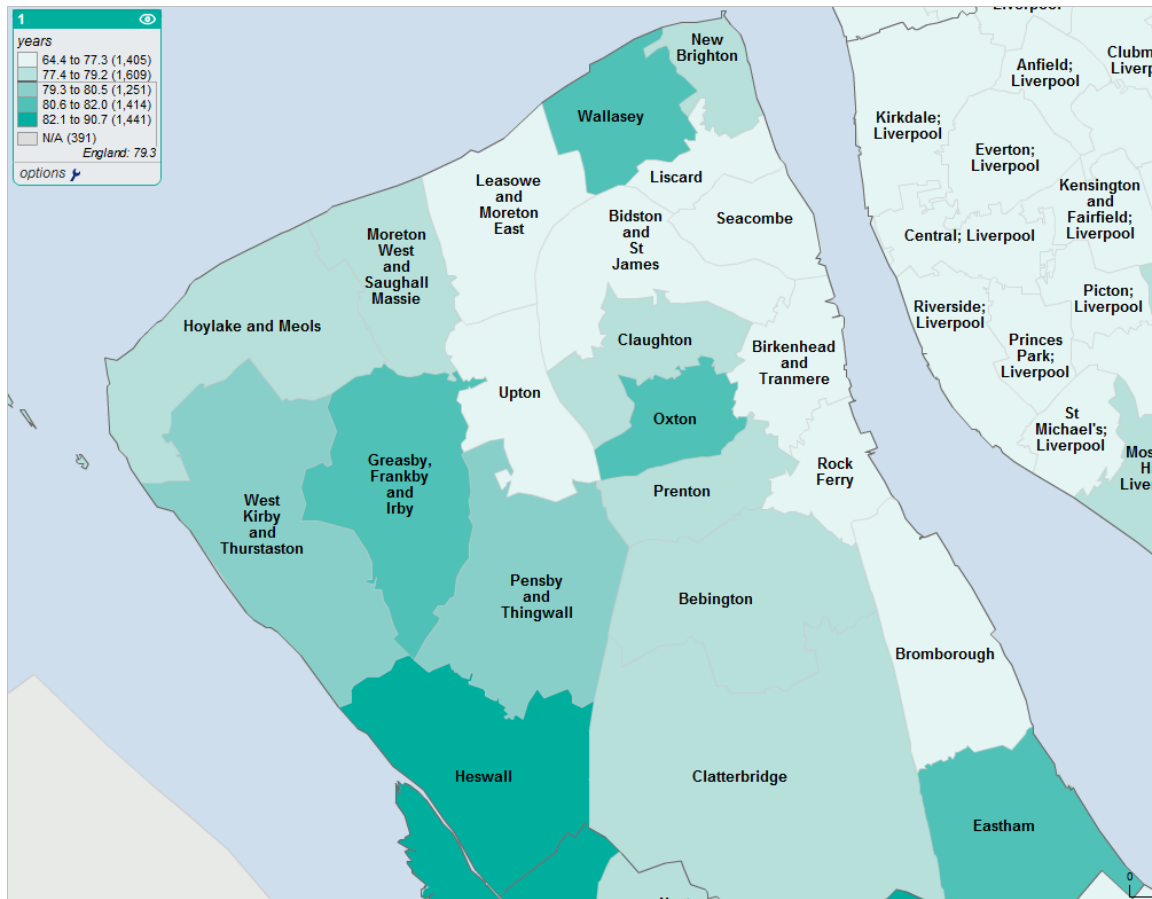 1
years
64.4 to 77.3 (1,405)
77.4 to 79.2 (1,609)
79.3 to 80.5 (1,251)
80.6 to 82.0 (1,414)
82.1 to 90.7 (1,441)
N/A (391)
England: 79.3
options
New
Brighton
Wallasey
Liscard
Leasowe
and
Moreton
East
Bidston
and
St
James
Seacombe
Moreton
West
and
Saughall
Massie
Hoylake and Meols
Claughton
Birkenhead
and
Tranmere
Upton
Oxton
Greasby,
Frankby
and
Irby
Rock
Ferry
Prenton
West
Kirby
and
Thurstaston
Pensby
and
Thingwall
Bebington
Bromborough
Heswall
Clatterbridge
Eastham
Liverpool
Anfield;
Liverpool
Kirkdale;
Liverpool
Everton;
Liverpool
Kensington
and
Fairfield;
Liverpool
Central; Liverpool
Picton;
Liverpool
Riverside;
Liverpool
Princes
Park;
Liverpool
St
Michael's;
Liverpool
0